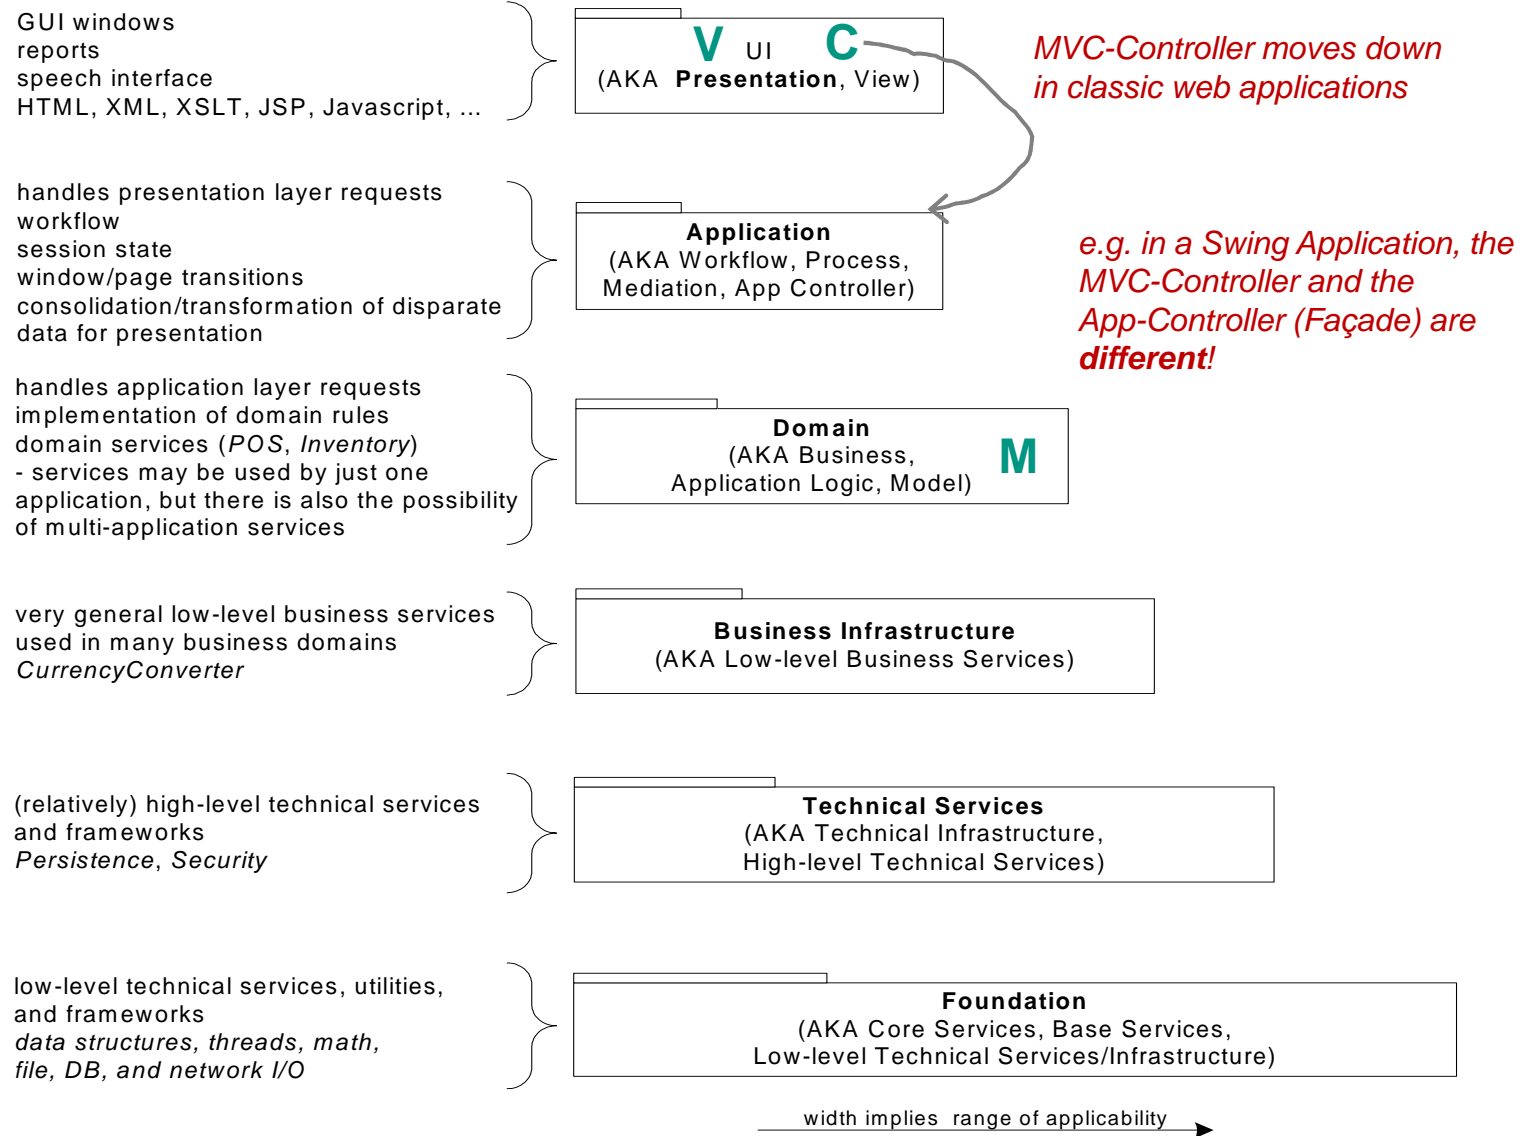 GUI windows
reports
speech interface
HTML, XML, XSLT, JSP, Javascript, ...
V UI C
(AKA Presentation, View)
MVC-Controller moves down
in classic web applications
handles presentation layer requests
workflow
session state
window/page transitions
consolidation/transformation of disparate
data for presentation
Application
(AKA Workflow, Process,
Mediation, App Controller)
e.g. in a Swing Application, the
MVC-Controller and the
App-Controller (Façade) are
different!
handles application layer requests
implementation of domain rules
domain services (POS, Inventory)
- services may be used by just one
application, but there is also the possibility
of multi-application services
Domain
(AKA Business,
Application Logic, Model)
M
very general low-level business services
used in many business domains
CurrencyConverter
Business Infrastructure
(AKA Low-level Business Services)
(relatively) high-level technical services
and frameworks
Persistence, Security
Technical Services
(AKA Technical Infrastructure,
High-level Technical Services)
low-level technical services, utilities,
and frameworks
data structures, threads, math,
file, DB, and network I/O
Foundation
(AKA Core Services, Base Services,
Low-level Technical Services/Infrastructure)
width implies range of applicability